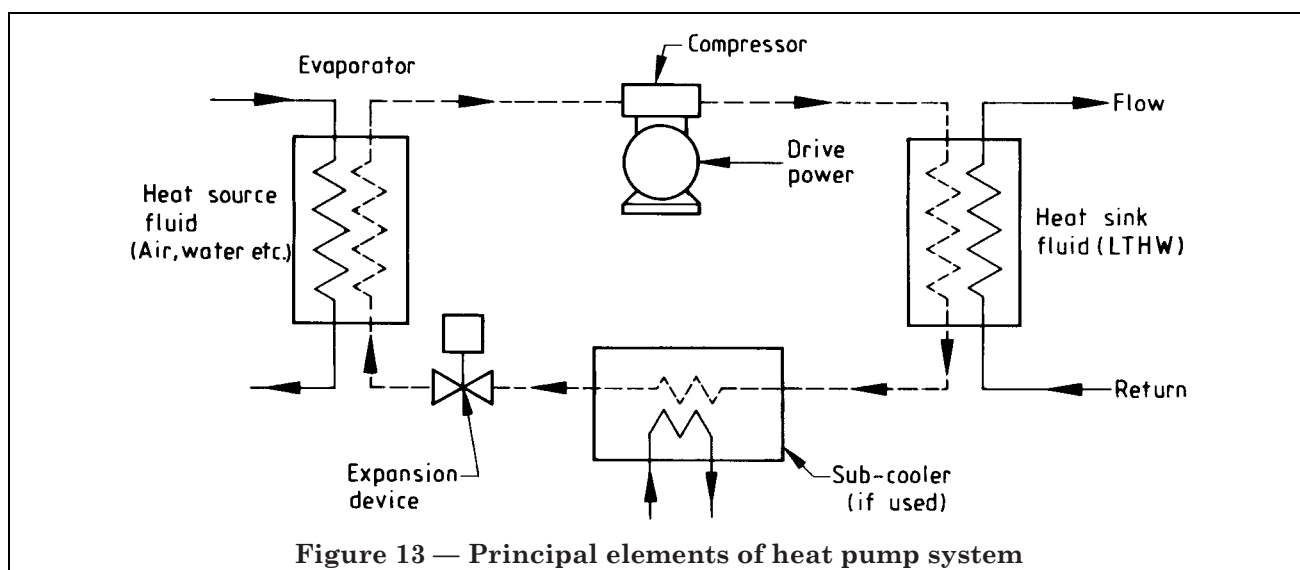 Compressor
Evaporator
Flow
Drive
power
Heat source
fluid
(Air,water etc.)
Heat sink
fluid (LTHW)
Return
Expansion
device
Sub-cooler
(if used)
Figure 13 — Principal elements of heat pump system